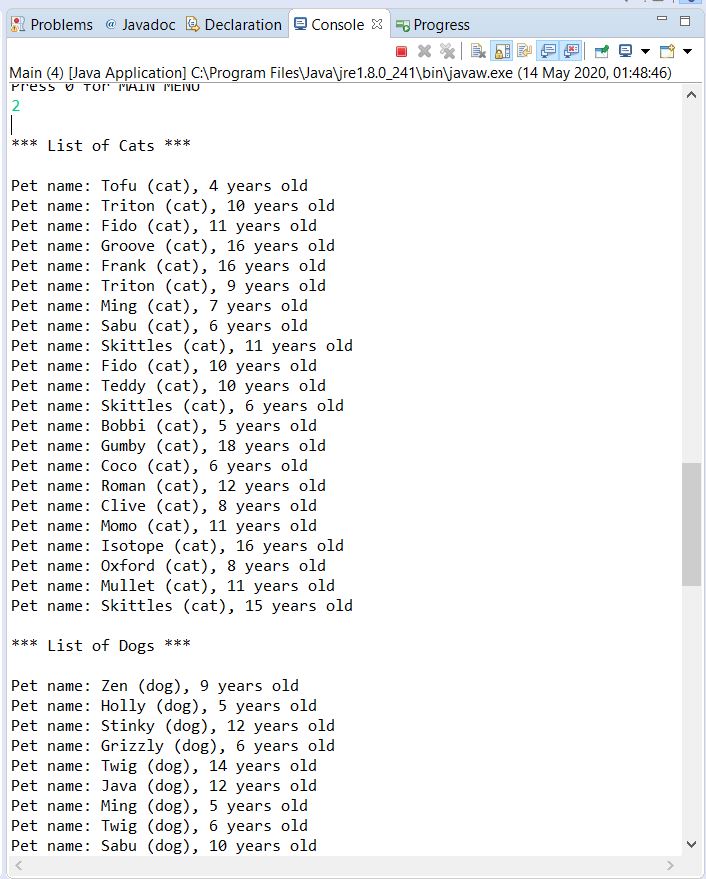 Problems @ Javadoc Declaration Console Progress
Main (4) [Java Application] C:\Program Files\Java\jre1.8.0_241\bin\javaw.exe (14 May 2020, 01:48:46)
Press 0 for MAIN MENU
2
*** List of Cats ***
Pet name: Tofu (cat), 4 years old
Pet name: Triton (cat), 10 years old
Pet name: Fido (cat), 11 years old
Pet name: Groove (cat), 16 years old
Pet name: Frank (cat), 16 years old
Pet name: Triton (cat), 9 years old
Pet name: Ming (cat), 7 years old
Pet name: Sabu (cat), 6 years old
Pet name: Skittles (cat), 11 years old
Pet name: Fido (cat), 10 years old
Pet name: Teddy (cat), 10 years old
Pet name: Skittles (cat), 6 years old
Pet name: Bobbi (cat), 5 years old
Pet name: Gumby (cat), 18 years old
Pet name: Coco (cat), 6 years old
Pet name: Roman (cat), 12 years old
Pet name: Clive (cat), 8 years old
Pet name: Momo (cat), 11 years old
Pet name: Isotope (cat), 16 years old
Pet name: Oxford (cat), 8 years old
Pet name: Mullet (cat), 11 years old
Pet name: Skittles (cat), 15 years old
*** List of Dogs ***
Pet name: Zen (dog), 9 years old
Pet name: Holly (dog), 5 years old
Pet name: Stinky (dog), 12 years old
Pet name: Grizzly (dog), 6 years old
Pet name: Twig (dog), 14 years old
Pet name: Java (dog), 12 years old
Pet name: Ming (dog), 5 years old
Pet name: Twig (dog), 6 years old
Pet name: Sabu (dog), 10 years old